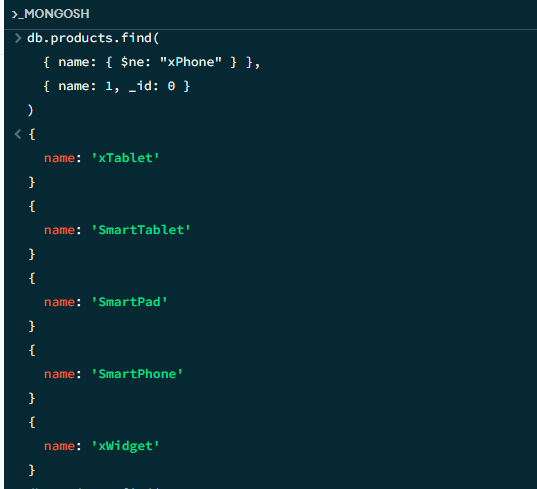 >_MONGOSH
> db.products.find(
{ name: { $ne: "xPhone" } },
{ name: 1, _id: 0 }
)
< {
name: 'xTablet'
}
{
name: 'SmartTablet'
}
{
name: 'SmartPad'
}
{
name: 'SmartPhone'
}
{
name: 'xWidget'
}